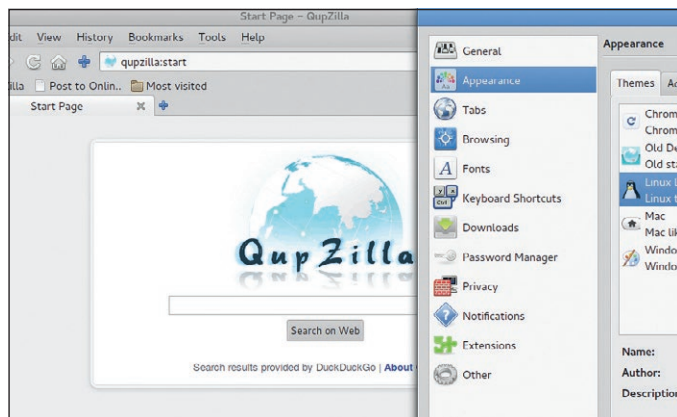 Start Page – QupZilla
dit View History Bookmarks Tools Help
qupzilla:start
illa Post to Onlin.. Most visited
Start Page
QupZilla
Search on Web
Search results provided by DuckDuckGo | About
General
Appearance
Tabs
Browsing
Fonts
Keyboard Shortcuts
Downloads
Password Manager
Privacy
Notifications
Extensions
Other
Appearance
Themes Ad
Chrom
Chrom
Old De
Old sta
Linux
Linux t
Mac
Mac lik
Windo
Windo
Name:
Author:
Description